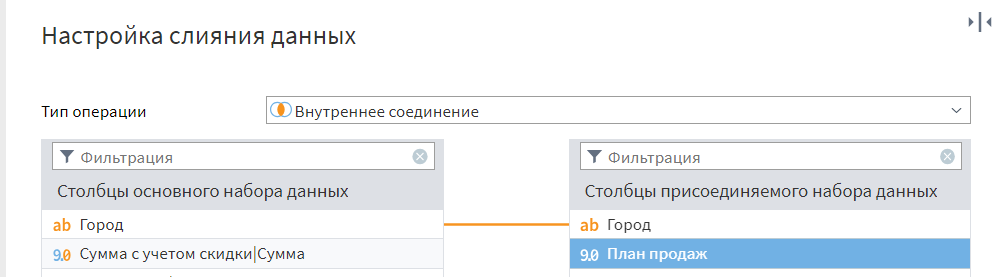 Настройка слияния данных
Тип операции
Внутреннее соединение
Фильтрация
Фильтрация
Столбцы основного набора данных
Столбцы присоединяемого набора данных
ab Город
ab Город
9.0 Сумма с учетом скидки|Сумма
9.0 План продаж